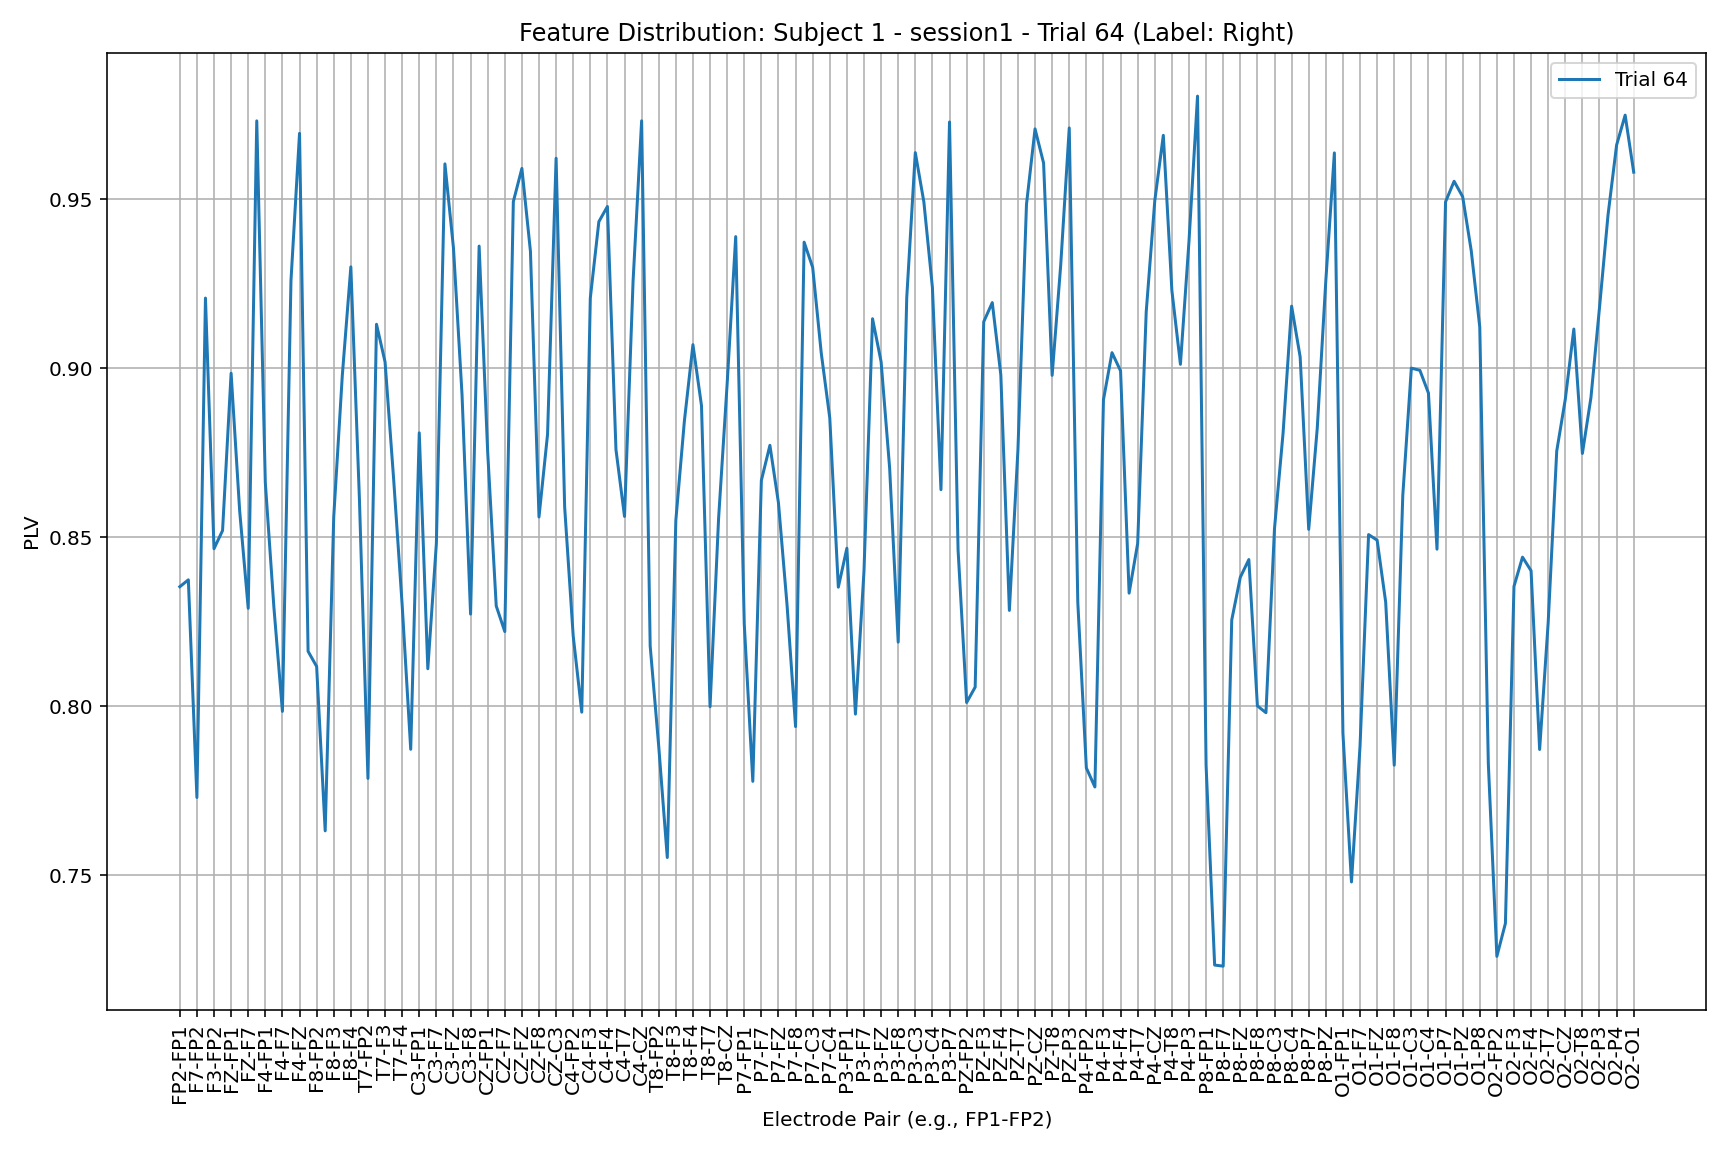 Feature Distribution: Subject 1 - session1 - Trial 64 (Label: Right)
Trial 64
PLV
0.95
0.90
0.85
0.80
0.75
FP2-FP1
F7-FP2
F3-FP2
FZ-FP1
FZ-F7
F4-FP1
F4-F7
F4-FZ
F8-FP2
F8-F3
F8-F4
T7-FP2
T7-F3
T7-F4
C3-FP1
C3-F7
C3-FZ
C3-F8
CZ-FP1
CZ-F7
CZ-FZ
CZ-F8
CZ-C3
C4-FP2
C4-F3
C4-F4
C4-T7
C4-CZ
T8-FP2
T8-F3
T8-F4
T8-T7
T8-CZ
P7-FP1
P7-F7
P7-FZ
P7-F8
P7-C3
P7-C4
P3-FP1
P3-F7
P3-FZ
P3-F8
P3-C3
P3-C4
P3-P7
PZ-FP2
PZ-F3
PZ-F4
PZ-T7
PZ-CZ
PZ-T8
PZ-P3
P4-FP2
P4-F3
P4-F4
P4-T7
P4-CZ
P4-T8
P4-P3
P8-FP1
P8-F7
P8-FZ
P8-F8
P8-C3
P8-C4
P8-P7
P8-PZ
O1-FP1
O1-F7
O1-FZ
O1-F8
O1-C3
O1-C4
O1-P7
O1-PZ
O1-P8
O2-FP2
O2-F3
O2-F4
O2-T7
O2-CZ
O2-T8
O2-P3
O2-P4
O2-O1
Electrode Pair (e.g., FP1-FP2)